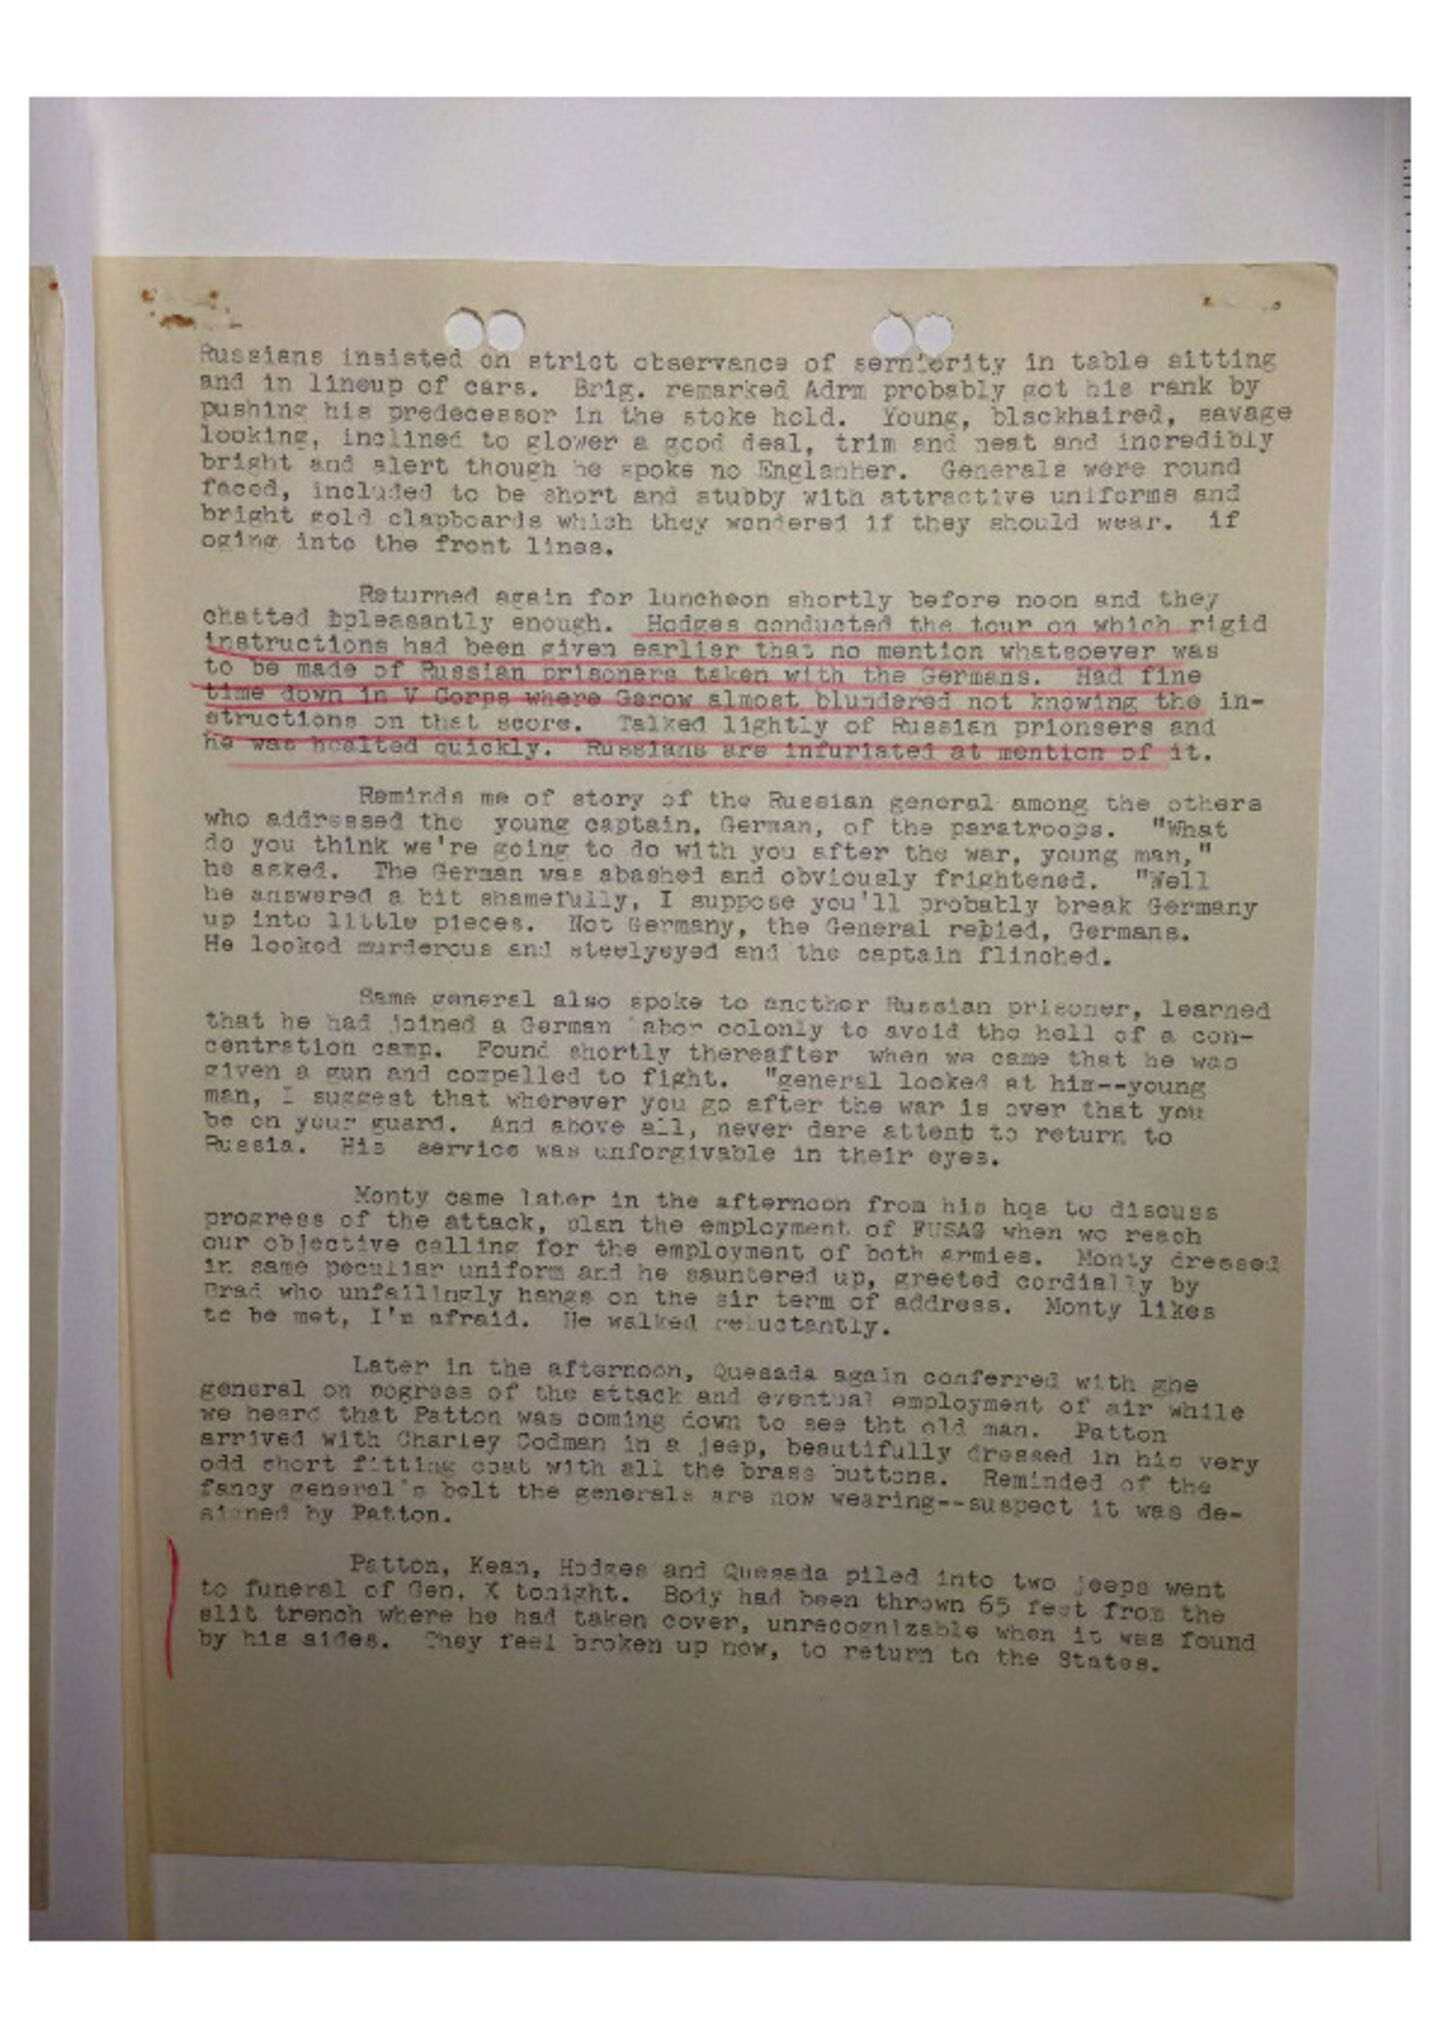 Russians insisted on strict observance of serniority in table sitting
and in lineup of cars. Brig. remarked Adrm probably got his rank by
pushing his predecessor in the stoke hold. Young, blackhaired, savage
looking, inclined to glower a good deal, trim and neat and incredibly
bright and alert though he spoke no Englanher. Generals were round
faced, included to be short and stubby with attractive uniforms and
bright gold clapboards which they wondered if they should wear. if
oging into the front lines.
Returned again for luncheon shortly before noon and they
chatted bpleasantly enough. Hodges conducted the tour on which rigid
instructions had been given earlier that no mention whatsoever was
to be made of Russian prisoners taken with the Germans. Had fine
time down in V Corps where Gerow almost blundered not knowing the in-
structions on that score. Talked lightly of Russian prionsers and
he was hcalted quickly. Russians are infuriated at mention of it.
Reminds me of story of the Russian general among the others
who addressed the young captain, German, of the paratroops. "What
do you think we're going to do with you after the war, young man,"
he asked. The German was abashed and obviously frightened. "Well
he answered a bit shamefully, I suppose you'll probably break Germany
up into little pieces. Not Germany, the General repied, Germans.
He looked murderous and steelyeyed and the captain flinched.
Same general also spoke to another Russian prisoner, learned
that he had joined a German labor colonly to avoid the hell of a con-
centration camp. Found shortly thereafter when we came that he was
given a gun and compelled to fight. "general looked at him--young
man, I suggest that wherever you go after the war is over that you
be on your guard. And above all, never dare attent to return to
Russia. His service was unforgivable in their eyes.
Monty came later in the afternoon from his hqs to discuss
progress of the attack, plan the employment of FUSAG when we reach
our objective calling for the employment of both armies. Monty dressed
in same peculiar uniform and he sauntered up, greeted cordially by
Brad who unfailingly hangs on the sir term of address. Monty likes
to be met, I'm afraid. He walked reluctantly.
Later in the afternoon, Quesada again conferred with ghe
general on rogress of the attack and eventual employment of air while
we heard that Patton was coming down to see tht old man. Patton
arrived with Charley Codman in a jeep, beautifully dressed in his very
odd short fitting coat with all the brass buttons. Reminded of the
fancy general's belt the generals are now wearing--suspect it was de-
signed by Patton.
Patton, Kean, Hodges and Quesada piled into two jeeps went
to funeral of Gen. X tonight. Body had been thrown 65 feet from the
slit trench where he had taken cover, unrecognizable when it was found
by his aides. They feel broken up now, to return to the States.